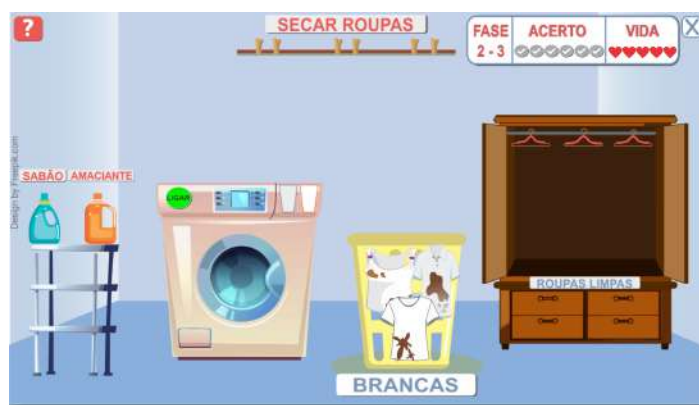 ?
SECAR ROUPAS
FASE
2 - 3
ACERTO
VIDA
X
Design by Freepik.com
SABÃO
AMACIANTE
LIGAR
ROUPAS LIMPAS
BRANCAS